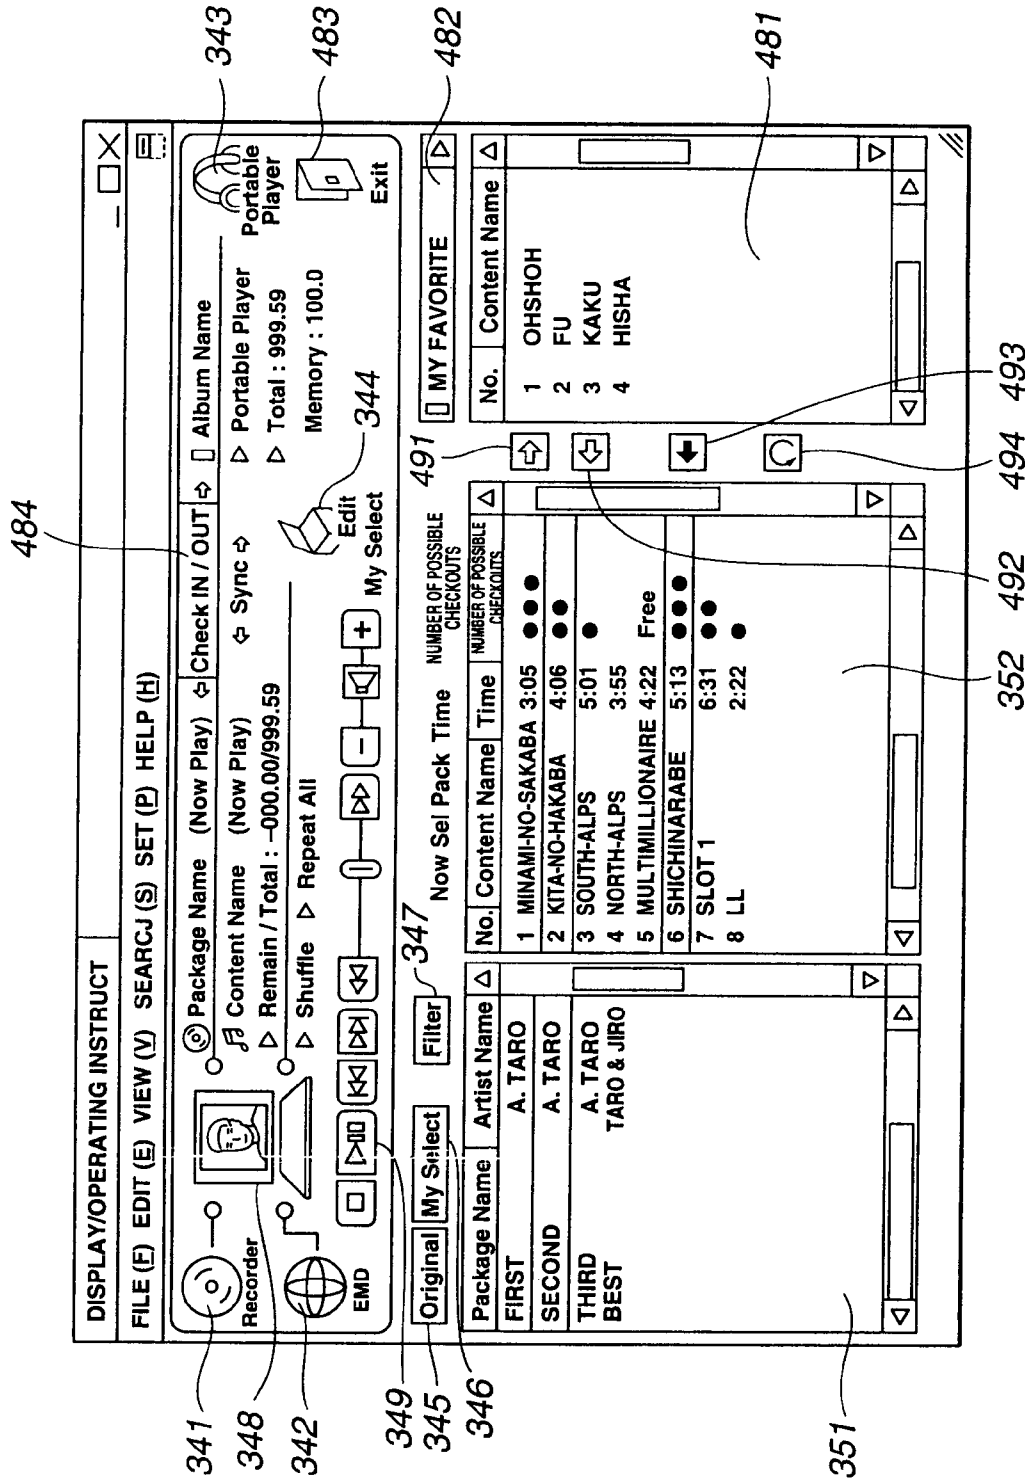 DISPLAY/OPERATING INSTRUCT
FILE (F) EDIT (E) VIEW (V) SEARCJ (S) SET (P) HELP (H)
484
341
Recorder
Package Name (Now Play)
Check IN / OUT
Album Name
343
Portable
Player
348
Content Name (Now Play)
Sync
Portable Player
342
EMD
Remain / Total : –000.00/999.59
Total : 999.59
483
Exit
Shuffle Repeat All
Memory : 100.0
344
Edit
My Select
349
345
Original
My Select
346
Filter
347
Now Sel Pack Time
NUMBER OF POSSIBLE
CHECKOUTS
491
MY FAVORITE
482
Package Name Artist Name
FIRST A. TARO
SECOND A. TARO
THIRD A. TARO
BEST TARO & JIRO
351
No. Content Name Time NUMBER OF POSSIBLE
CHECKOUTS
1 MINAMI-NO-SAKABA 3:05
2 KITA-NO-HAKABA 4:06
3 SOUTH-ALPS 5:01
4 NORTH-ALPS 3:55
5 MULTIMILLIONAIRE 4:22 Free
6 SHICHINARABE 5:13
7 SLOT 1 6:31
8 LL 2:22
352
492
494
493
No. Content Name
1 OHSHOH
2 FU
3 KAKU
4 HISHA
481